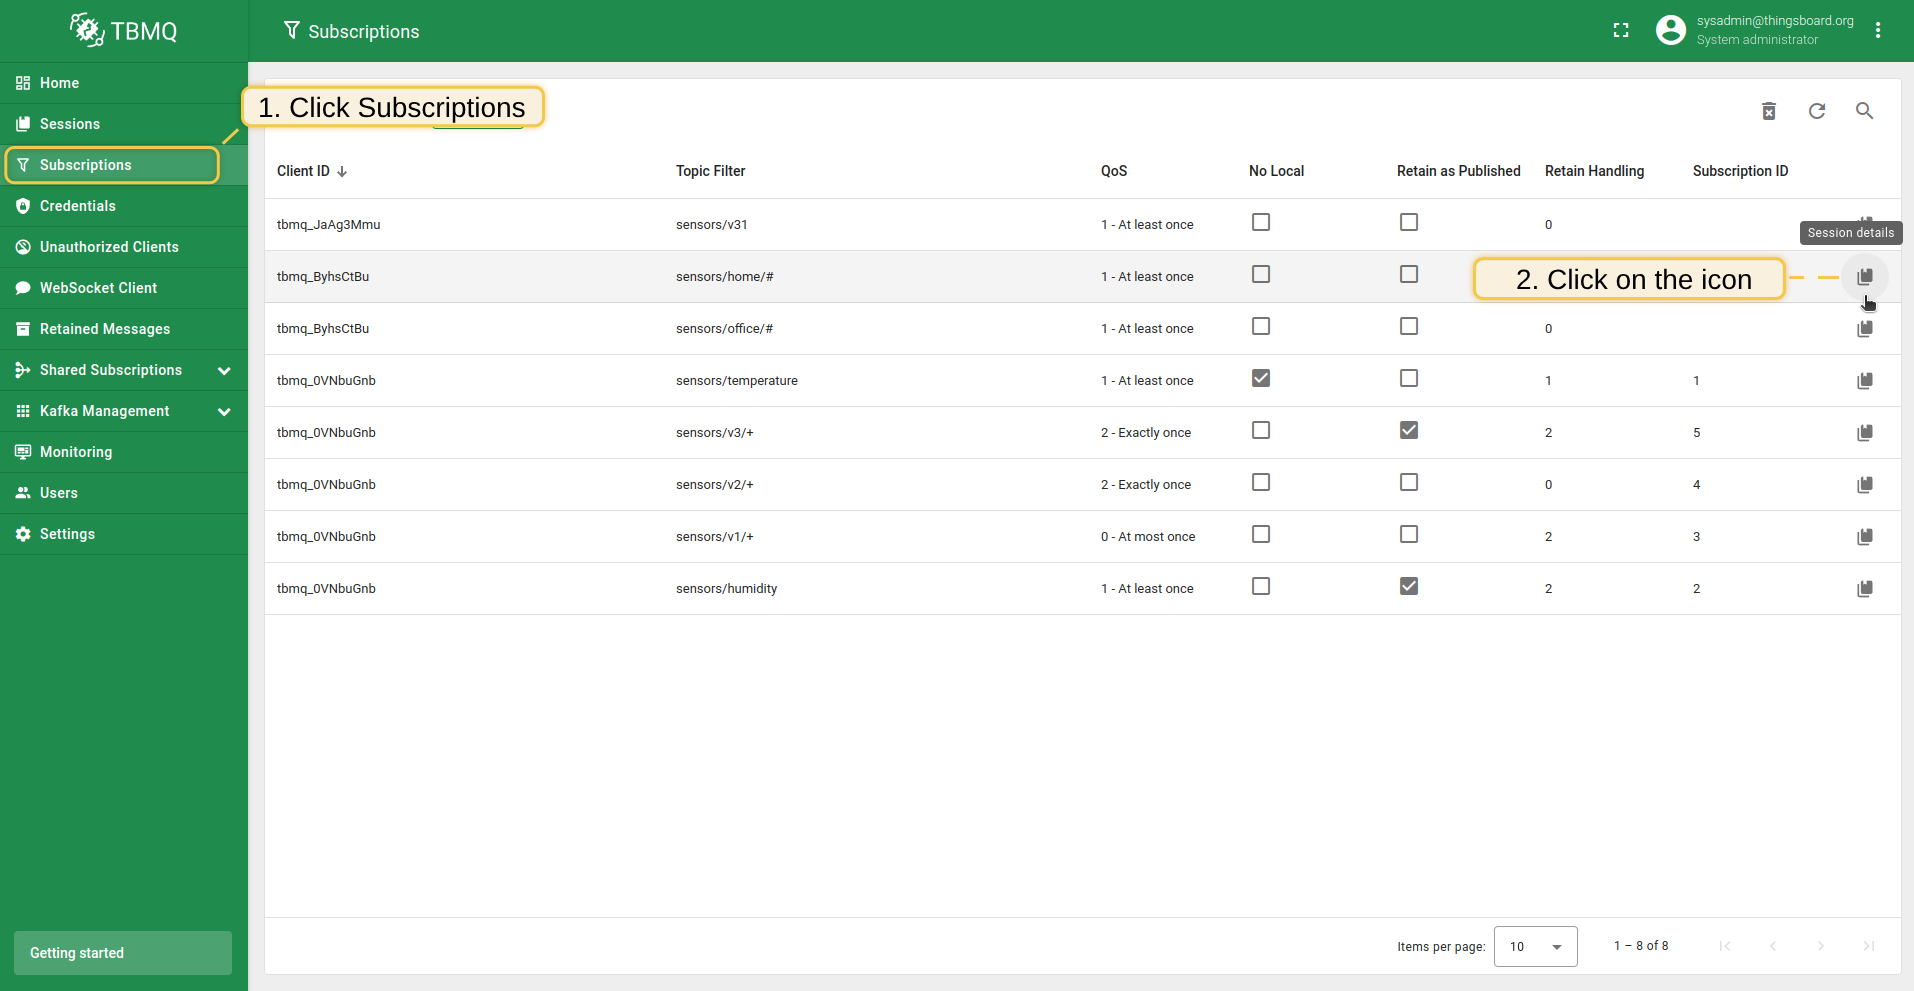 TBMQ
Subscriptions
sysadmin@thingsboard.org
System administrator
Home
Sessions
Subscriptions
Credentials
Unauthorized Clients
WebSocket Client
Retained Messages
Shared Subscriptions
Kafka Management
Monitoring
Users
Settings
Getting started
1. Click Subscriptions
Client ID Topic Filter QoS No Local Retain as Published Retain Handling Subscription ID
tbmq_JaAg3Mmu sensors/v31 1 - At least once 0
Session details
tbmq_ByhsCtBu sensors/home/# 1 - At least once 2. Click on the icon
tbmq_ByhsCtBu sensors/office/# 1 - At least once 0
tbmq_0VNbuGnb sensors/temperature 1 - At least once 1 1
tbmq_0VNbuGnb sensors/v3/+ 2 - Exactly once 2 5
tbmq_0VNbuGnb sensors/v2/+ 2 - Exactly once 0 4
tbmq_0VNbuGnb sensors/v1/+ 0 - At most once 2 3
tbmq_0VNbuGnb sensors/humidity 1 - At least once 2 2
Items per page: 10 1 – 8 of 8